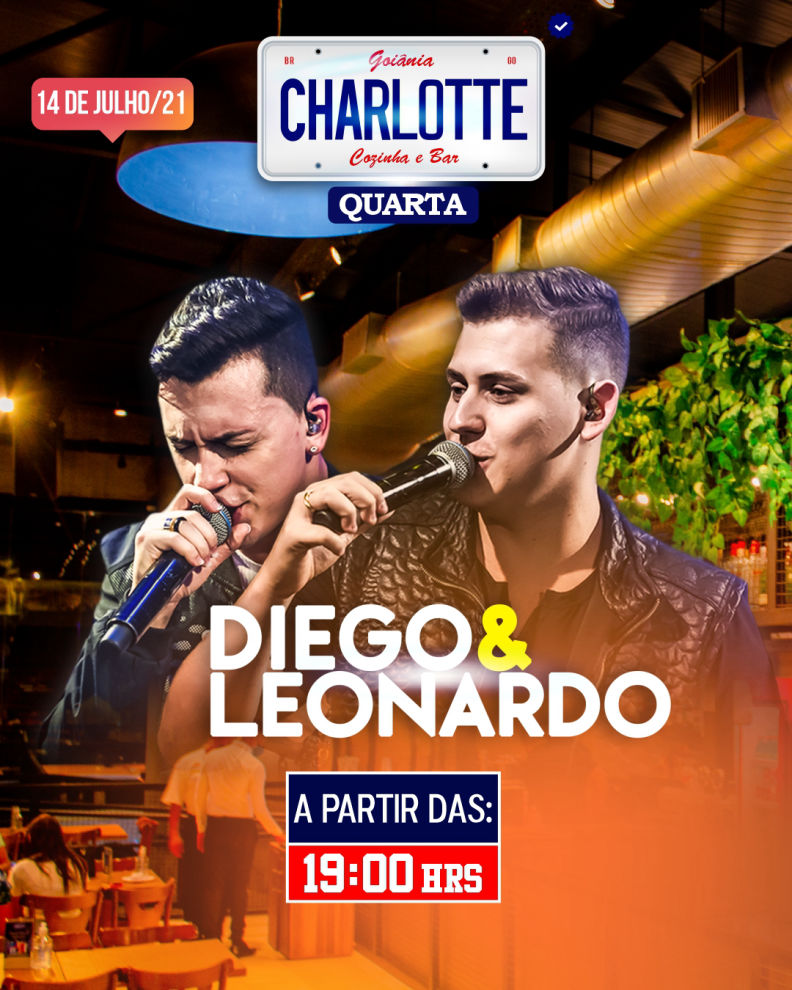 14 DE JULHO/21
BR Goiânia GO
CHARLOTTE
Cozinha e Bar
QUARTA
DIEGO &
LEONARDO
A PARTIR DAS:
19:00 HRS